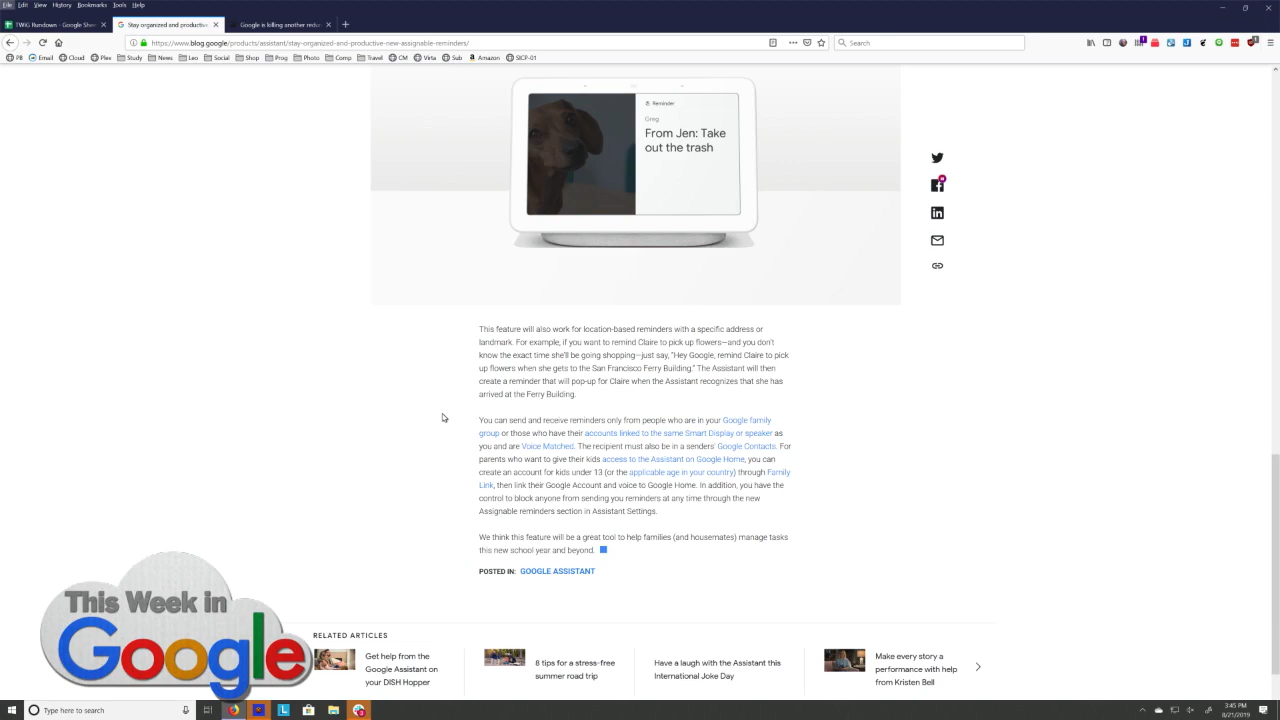 File Edit View History Bookmarks Tools Help
TWiG Rundown - Google Shee
Stay organized and productive
Google is killing another redun
https://www.blog.google/products/assistant/stay-organized-and-productive-new-assignable-reminders/
Search
PB Email Cloud Plex Study News Leo Social Shop Prog Photo Comp Travel CM Virta Sub Amazon SICP-01
Reminder
Greg
From Jen: Take
out the trash
This feature will also work for location-based reminders with a specific address or
landmark. For example, if you want to remind Claire to pick up flowers—and you don't
know the exact time she'll be going shopping—just say, "Hey Google, remind Claire to pick
up flowers when she gets to the San Francisco Ferry Building." The Assistant will then
create a reminder that will pop-up for Claire when the Assistant recognizes that she has
arrived at the Ferry Building.
You can send and receive reminders only from people who are in your Google family
group or those who have their accounts linked to the same Smart Display or speaker as
you and are Voice Matched. The recipient must also be in a senders' Google Contacts. For
parents who want to give their kids access to the Assistant on Google Home, you can
create an account for kids under 13 (or the applicable age in your country) through Family
Link, then link their Google Account and voice to Google Home. In addition, you have the
control to block anyone from sending you reminders at any time through the new
Assignable reminders section in Assistant Settings.
We think this feature will be a great tool to help families (and housemates) manage tasks
this new school year and beyond.
POSTED IN: GOOGLE ASSISTANT
RELATED ARTICLES
Get help from the
Google Assistant on
your DISH Hopper
8 tips for a stress-free
summer road trip
Have a laugh with the Assistant this
International Joke Day
Make every story a
performance with help
from Kristen Bell
This Week in
Google
Type here to search
3:45 PM
8/21/2019